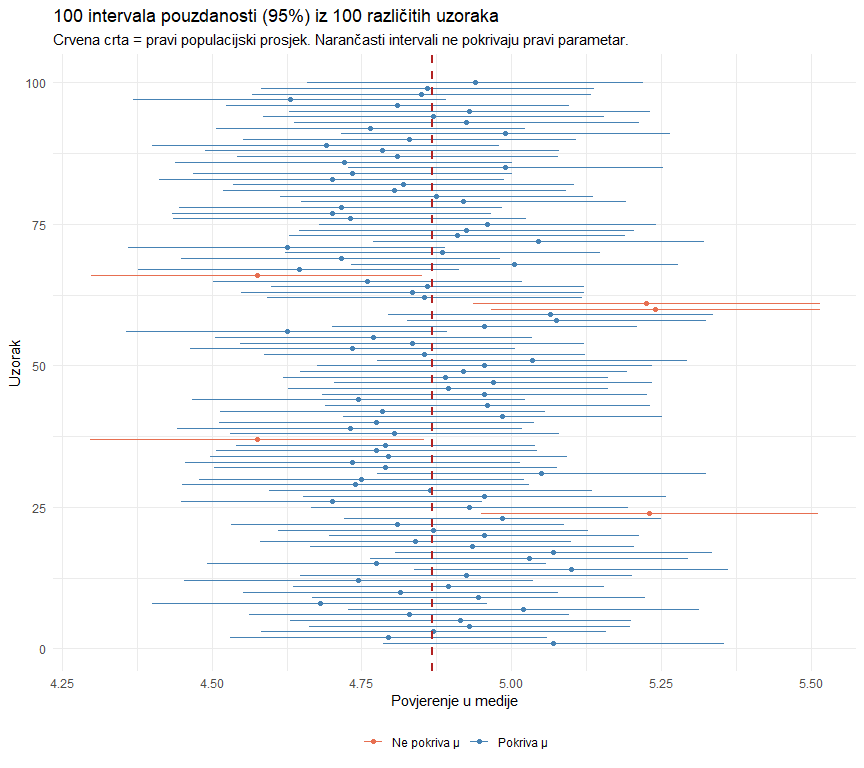 100 intervala pouzdanosti (95%) iz 100 različitih uzoraka
Crvena crta = pravi populacijski prosjek. Narančasti intervali ne pokrivaju pravi parametar.
100
75
50
25
0
Uzorak
4.25 4.50 4.75 5.00 5.25 5.50
Povjerenje u medije
Ne pokriva μ Pokriva μ